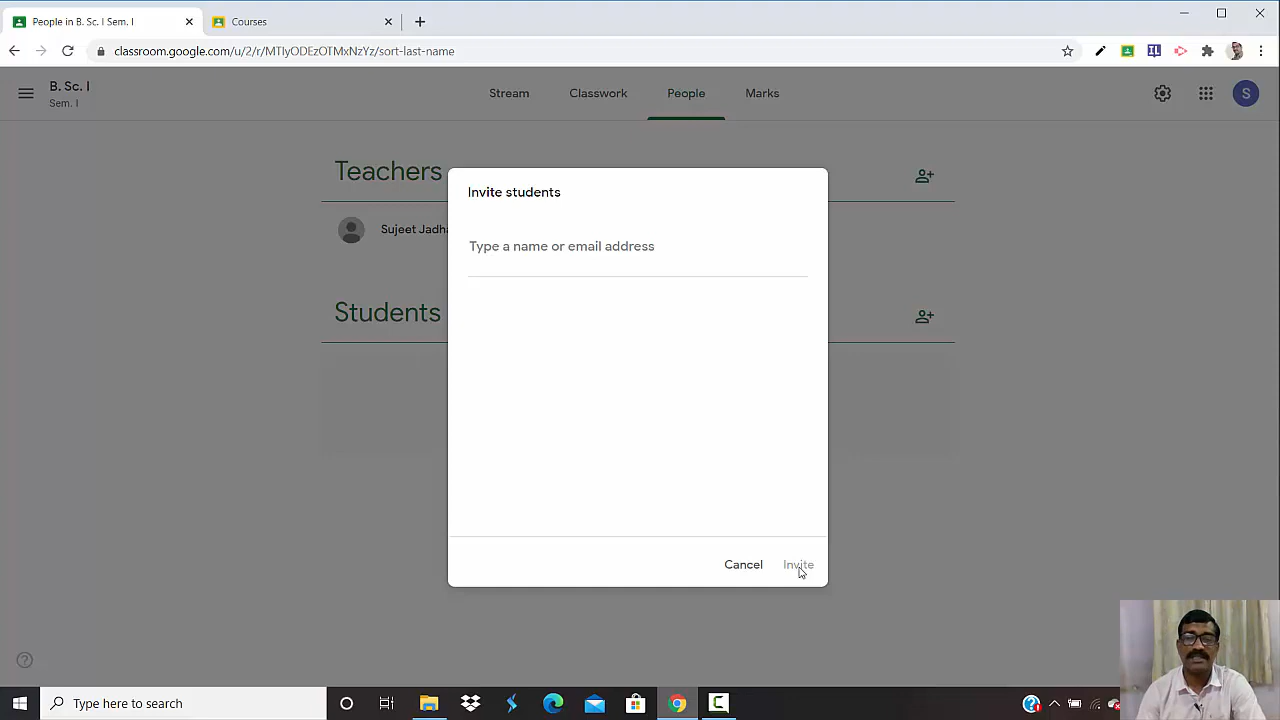 People in B. Sc. I Sem. I
Courses
classroom.google.com/u/2/r/MTIyODEzOTMxNzYz/sort-last-name
B. Sc. I
Sem. I
Stream
Classwork
People
Marks
S
Teachers
Sujeet Jadha
Students
Invite students
Type a name or email address
Cancel
Invite
Type here to search